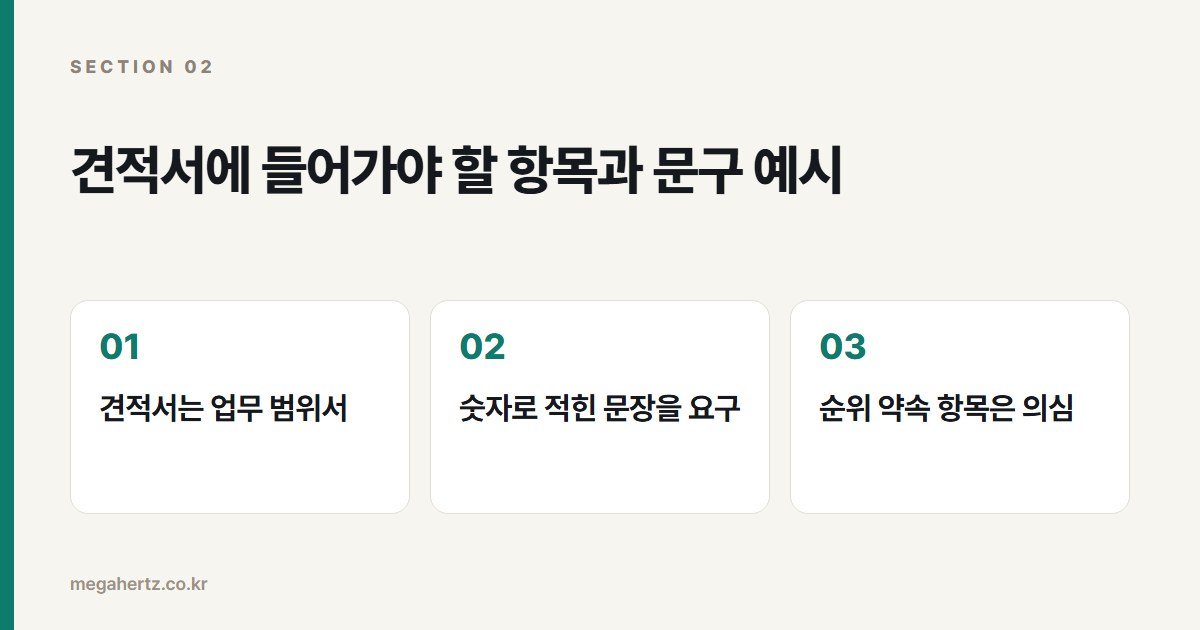 SECTION 02
견적서에 들어가야 할 항목과 문구 예시
01
견적서는 업무 범위서
02
숫자로 적힌 문장을 요구
03
순위 약속 항목은 의심
megahertz.co.kr